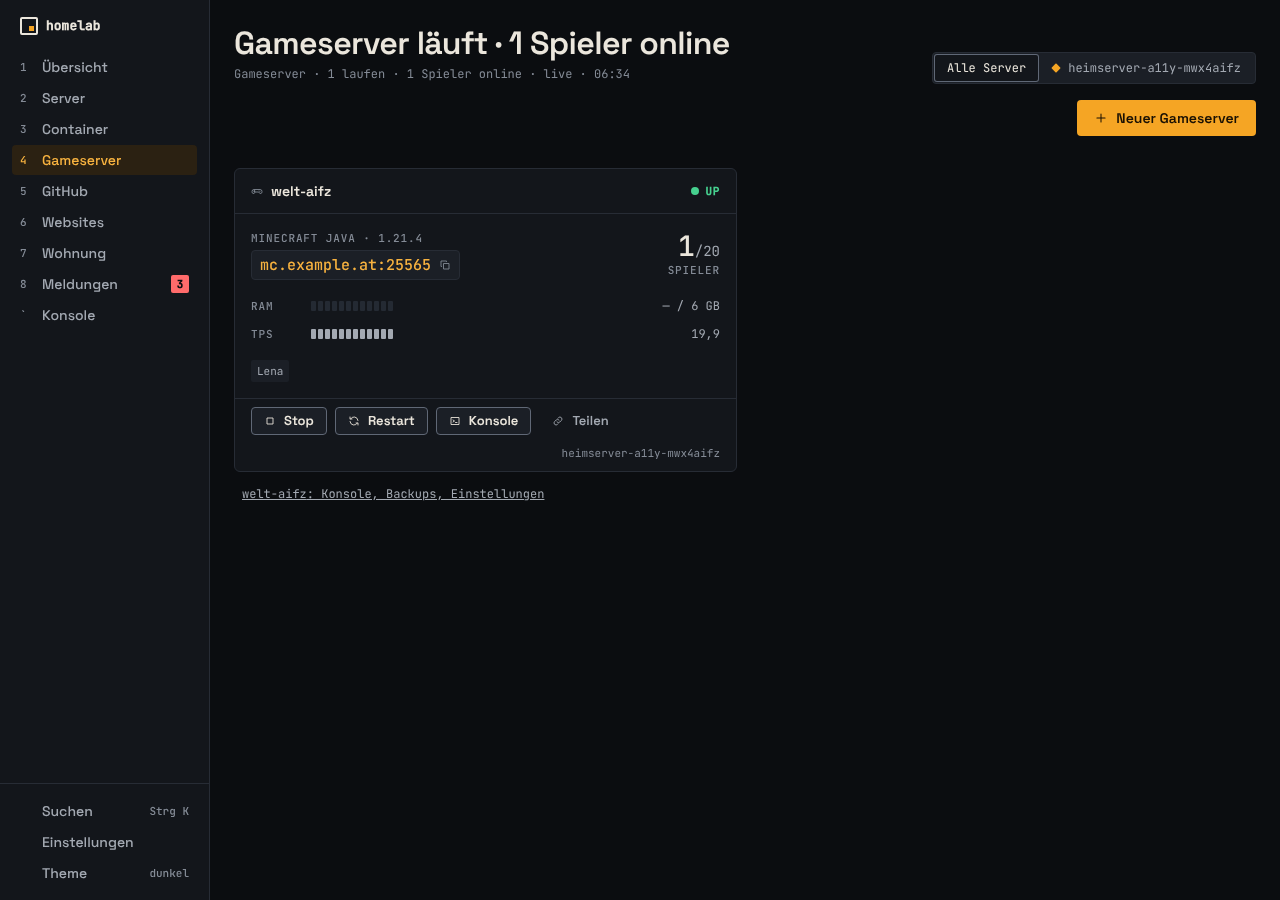 homelab
1 Übersicht
2 Server
3 Container
4 Gameserver
5 GitHub
6 Websites
7 Wohnung
8 Meldungen 3
` Konsole
Suchen Strg K
Einstellungen
Theme dunkel
Gameserver läuft · 1 Spieler online
Gameserver · 1 laufen · 1 Spieler online · live · 06:34
Alle Server heimserver-a11y-mwx4aifz
Neuer Gameserver
welt-aifz UP
MINECRAFT JAVA · 1.21.4
mc.example.at:25565
1/20
SPIELER
RAM — / 6 GB
TPS 19,9
Lena
Stop Restart Konsole Teilen
heimserver-a11y-mwx4aifz
welt-aifz: Konsole, Backups, Einstellungen